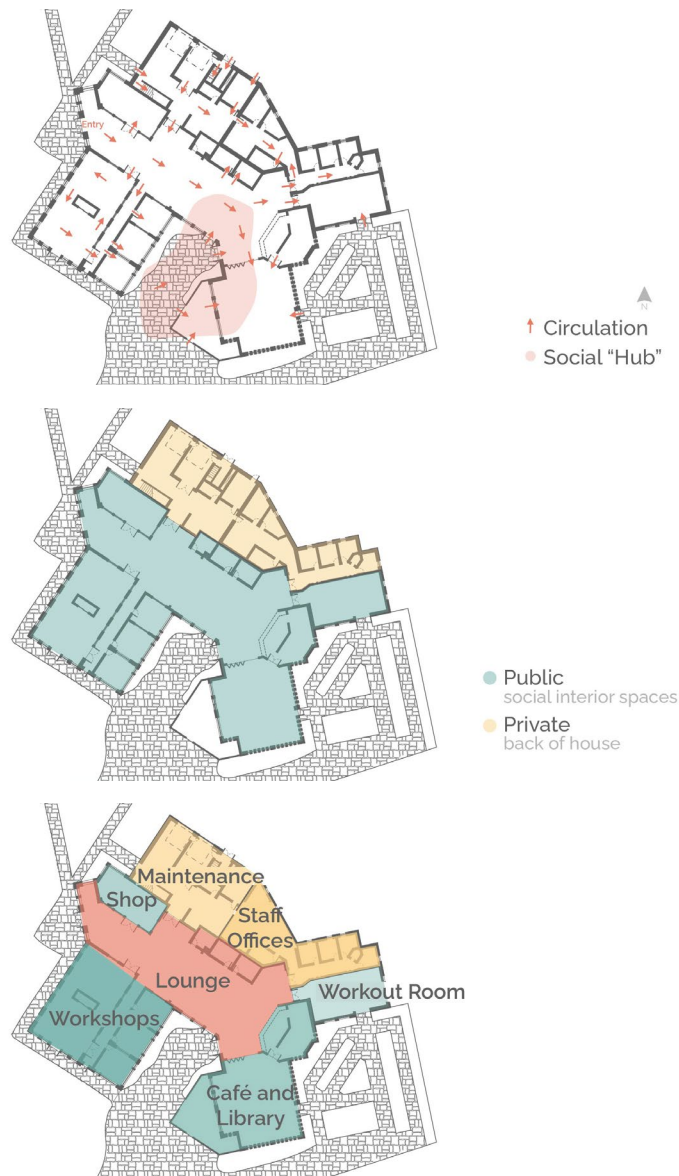 Entry
N
Circulation
Social “Hub”
Public
social interior spaces
Private
back of house
Maintenance
Shop
Staff
Offices
Lounge
Workout Room
Workshops
Café and
Library